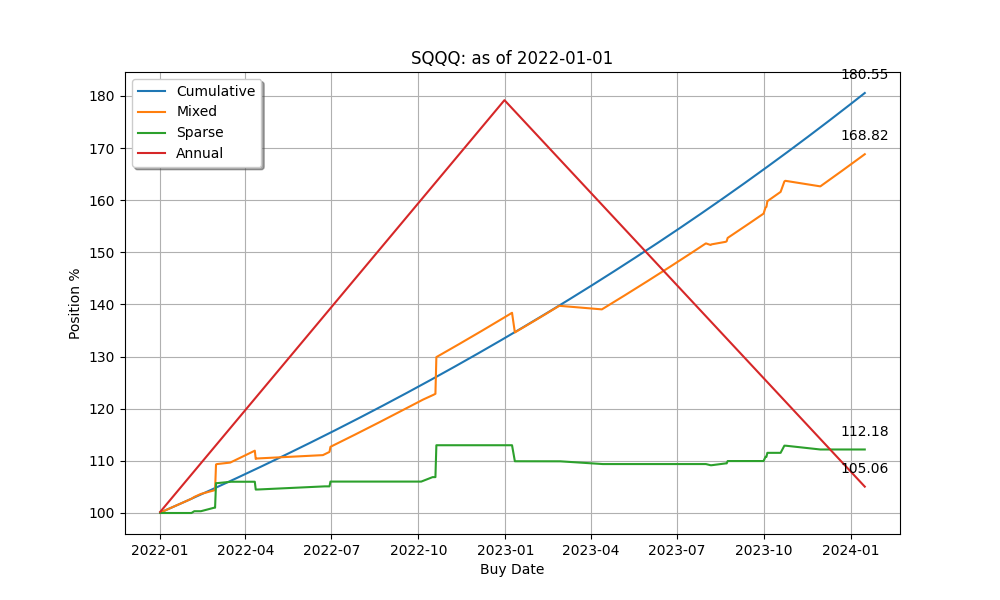 SQQQ: as of 2022-01-01
Cumulative
Mixed
Sparse
Annual
180.55
168.82
112.18
105.06
Position %
180
170
160
150
140
130
120
110
100
2022-01 2022-04 2022-07 2022-10 2023-01 2023-04 2023-07 2023-10 2024-01
Buy Date